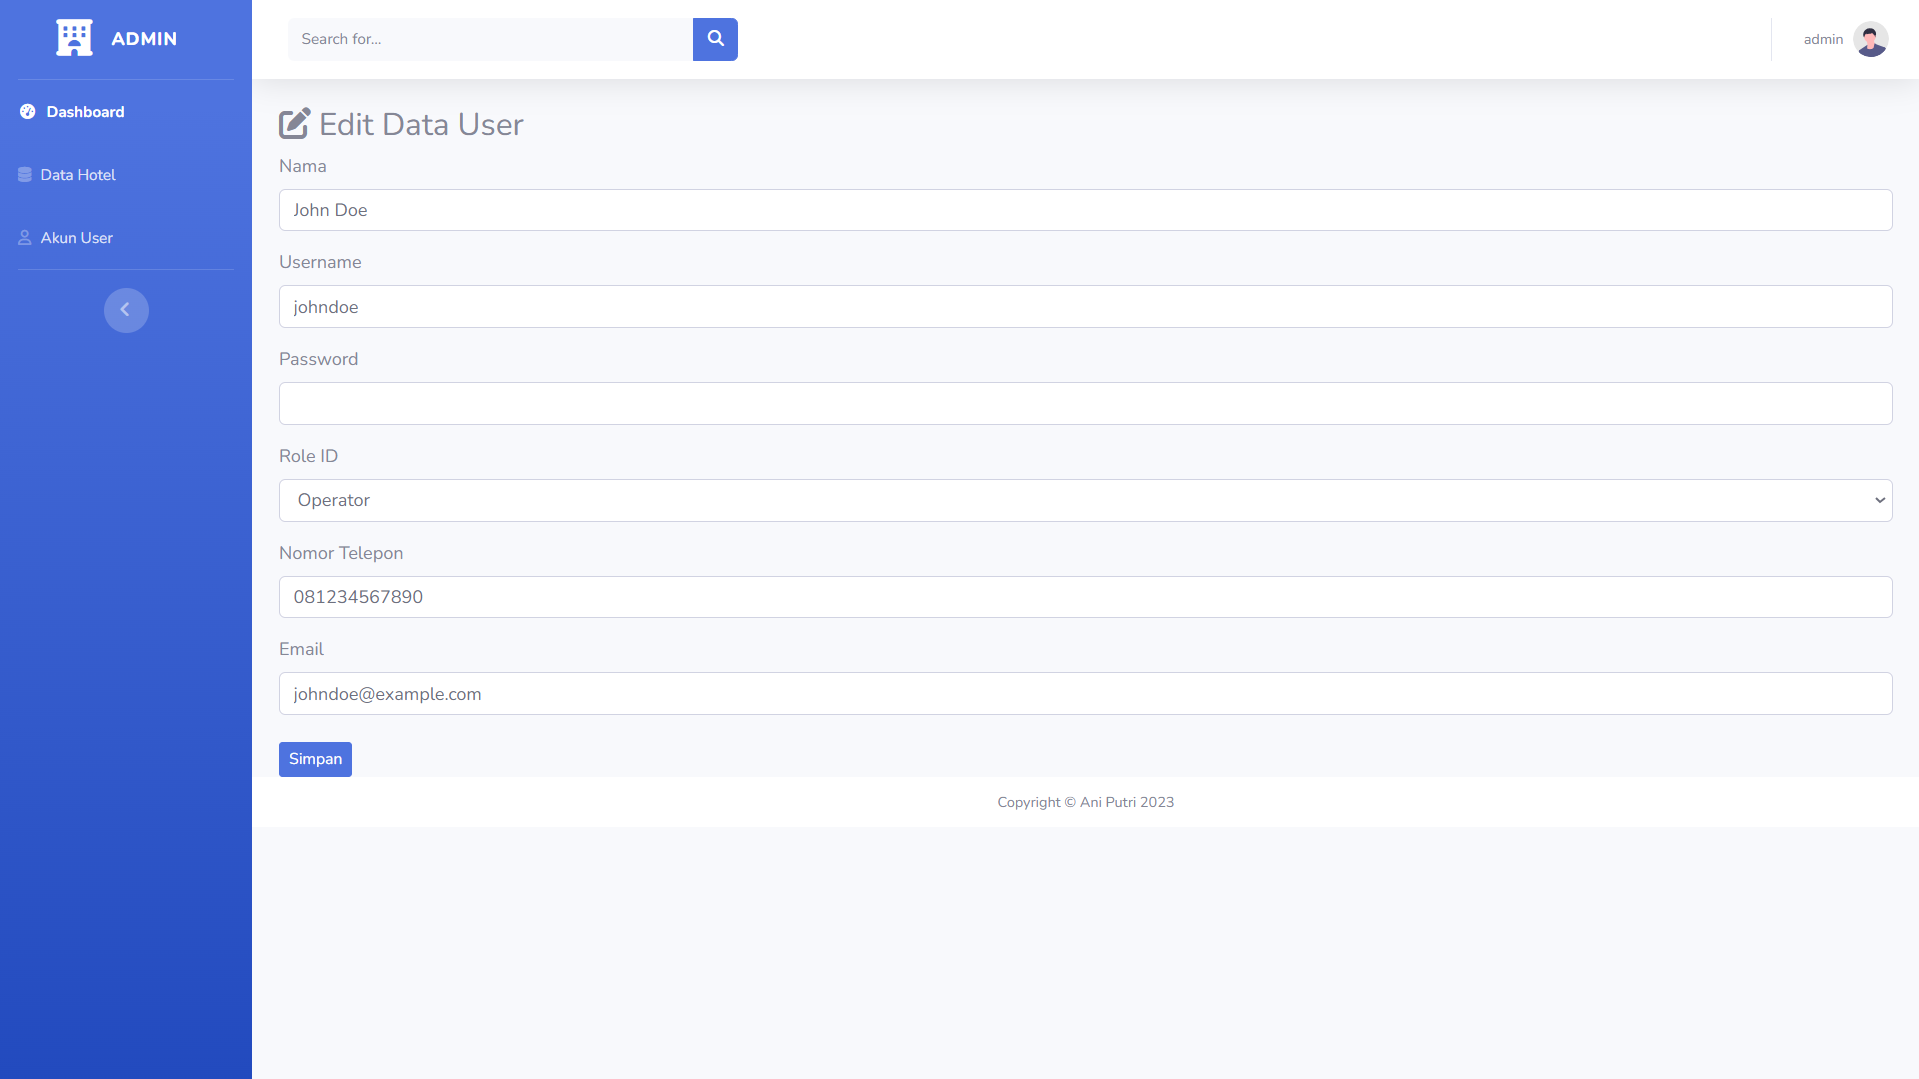 ADMIN
Dashboard
Data Hotel
Akun User
Search for...
admin
Edit Data User
Nama
John Doe
Username
johndoe
Password
Role ID
Operator
Nomor Telepon
081234567890
Email
johndoe@example.com
Simpan
Copyright © Ani Putri 2023